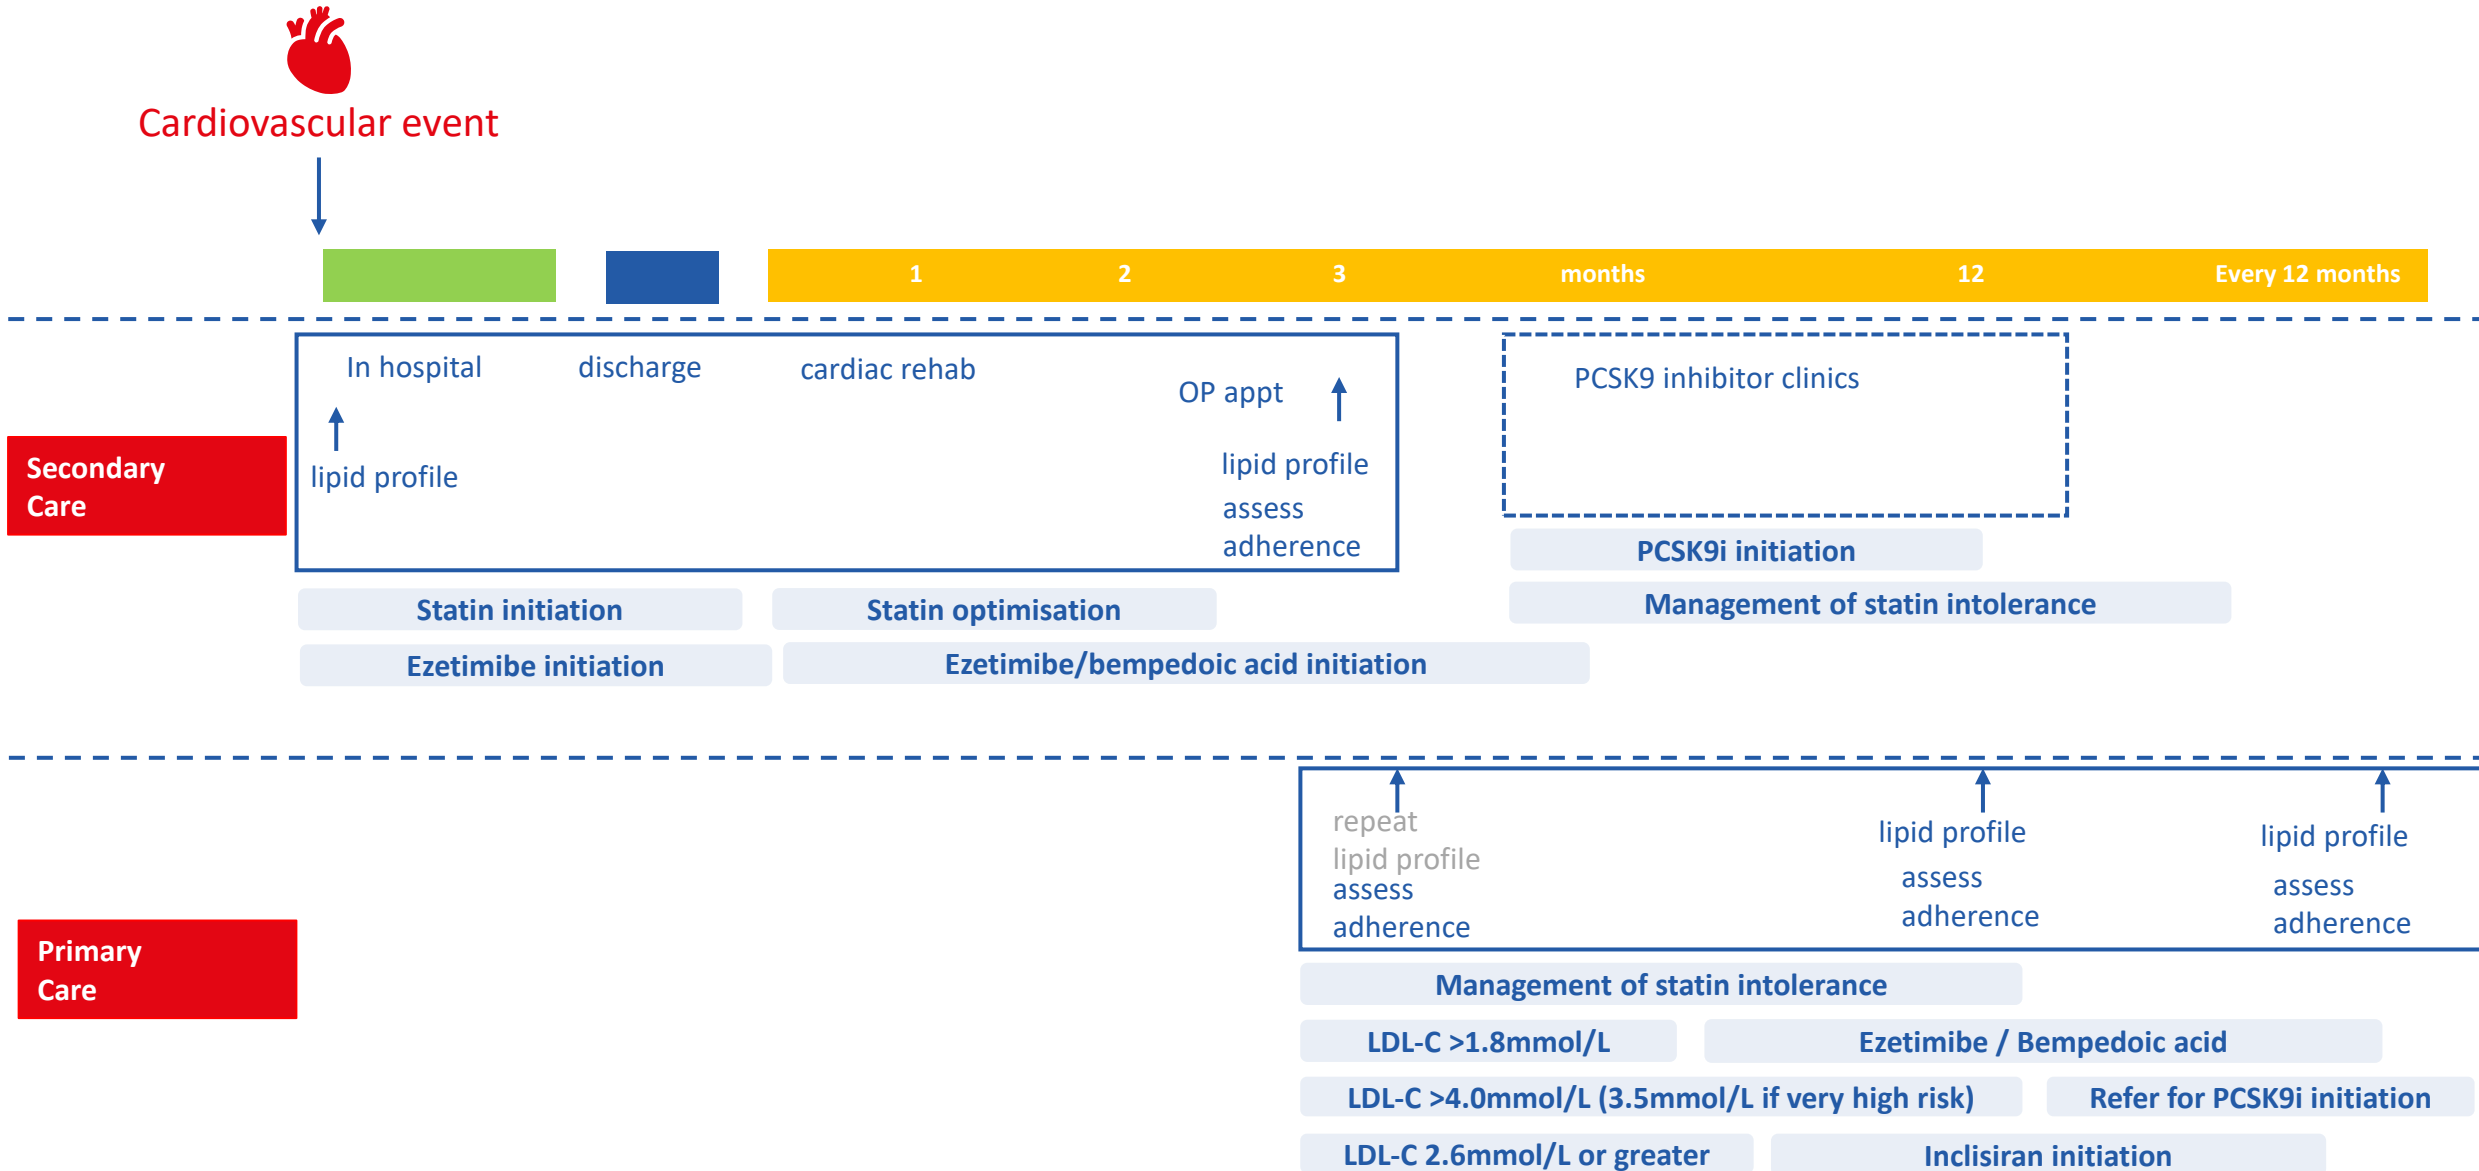 Cardiovascular event
1
2
3
months
12
Every 12 months
In hospital
discharge
cardiac rehab
OP appt
PCSK9 inhibitor clinics
Secondary
Care
lipid profile
lipid profile
assess
adherence
PCSK9i initiation
Statin initiation
Statin optimisation
Management of statin intolerance
Ezetimibe initiation
Ezetimibe/bempedoic acid initiation
Primary
Care
repeat
lipid profile
assess
adherence
lipid profile
assess
adherence
lipid profile
assess
adherence
Management of statin intolerance
LDL-C >1.8mmol/L
Ezetimibe / Bempedoic acid
LDL-C >4.0mmol/L (3.5mmol/L if very high risk)
Refer for PCSK9i initiation
LDL-C 2.6mmol/L or greater
Inclisiran initiation